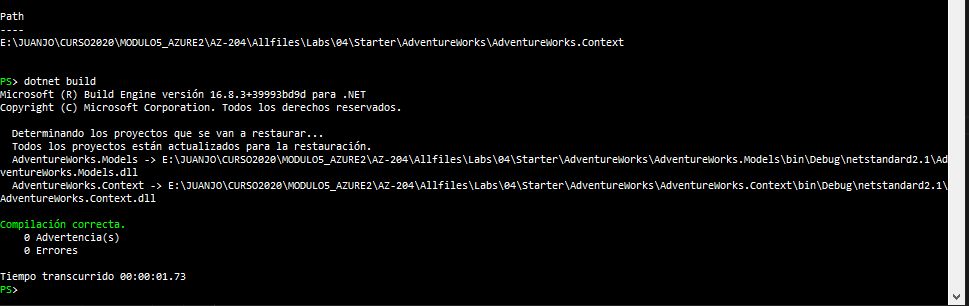 Path
----
E:\JUANJO\CURSO2020\MODULO5_AZURE2\AZ-204\Allfiles\Labs\04\Starter\AdventureWorks\AdventureWorks.Context
PS> dotnet build
Microsoft (R) Build Engine versión 16.8.3+39993bd9d para .NET
Copyright (C) Microsoft Corporation. Todos los derechos reservados.
  Determinando los proyectos que se van a restaurar...
  Todos los proyectos están actualizados para la restauración.
  AdventureWorks.Models -> E:\JUANJO\CURSO2020\MODULO5_AZURE2\AZ-204\Allfiles\Labs\04\Starter\AdventureWorks\AdventureWorks.Models\bin\Debug\netstandard2.1\Ad
ventureWorks.Models.dll
  AdventureWorks.Context -> E:\JUANJO\CURSO2020\MODULO5_AZURE2\AZ-204\Allfiles\Labs\04\Starter\AdventureWorks\AdventureWorks.Context\bin\Debug\netstandard2.1\
AdventureWorks.Context.dll
Compilación correcta.
    0 Advertencia(s)
    0 Errores
Tiempo transcurrido 00:00:01.73
PS>